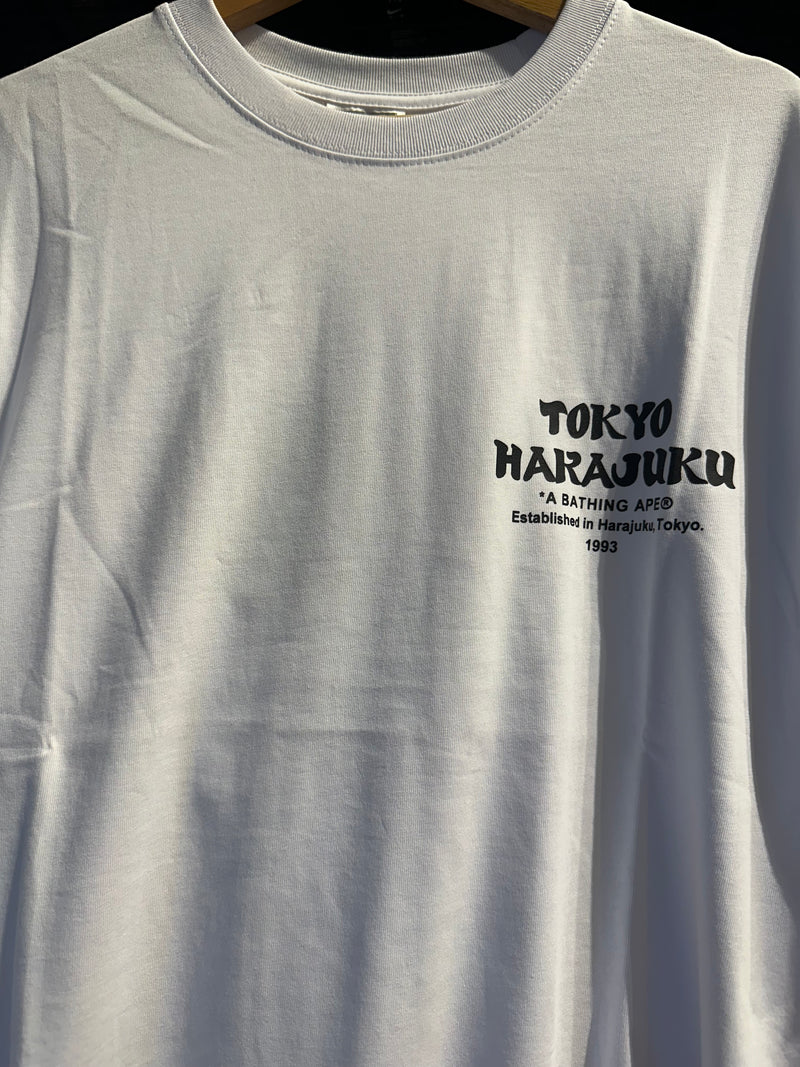 TOKYO
HARAJUKU
*A BATHING APE®
Established in Harajuku, Tokyo.
1993